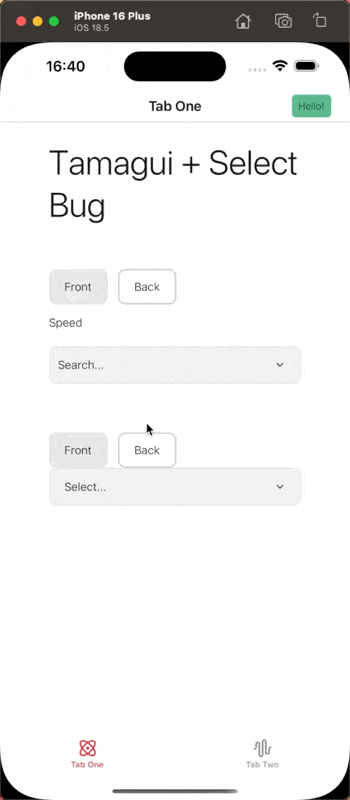 iPhone 16 Plus
iOS 18.5
16:40
Tab One
Hello!
Tamagui + Select
Bug
Front
Back
Speed
Search...
Front
Back
Select...
Tab One
Tab Two